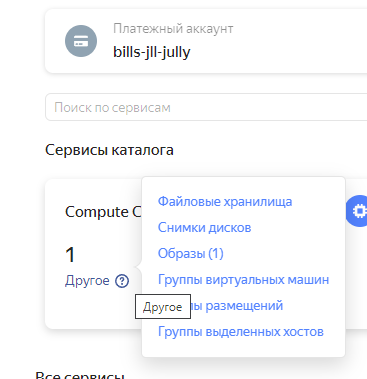 Платежный аккаунт
bills-jll-jully
Поиск по сервисам
Сервисы каталога
Compute C
1
Другое
Файловые хранилища
Снимки дисков
Образы (1)
Группы виртуальных машин
Другое
ы размещений
Группы выделенных хостов
Все сервисы